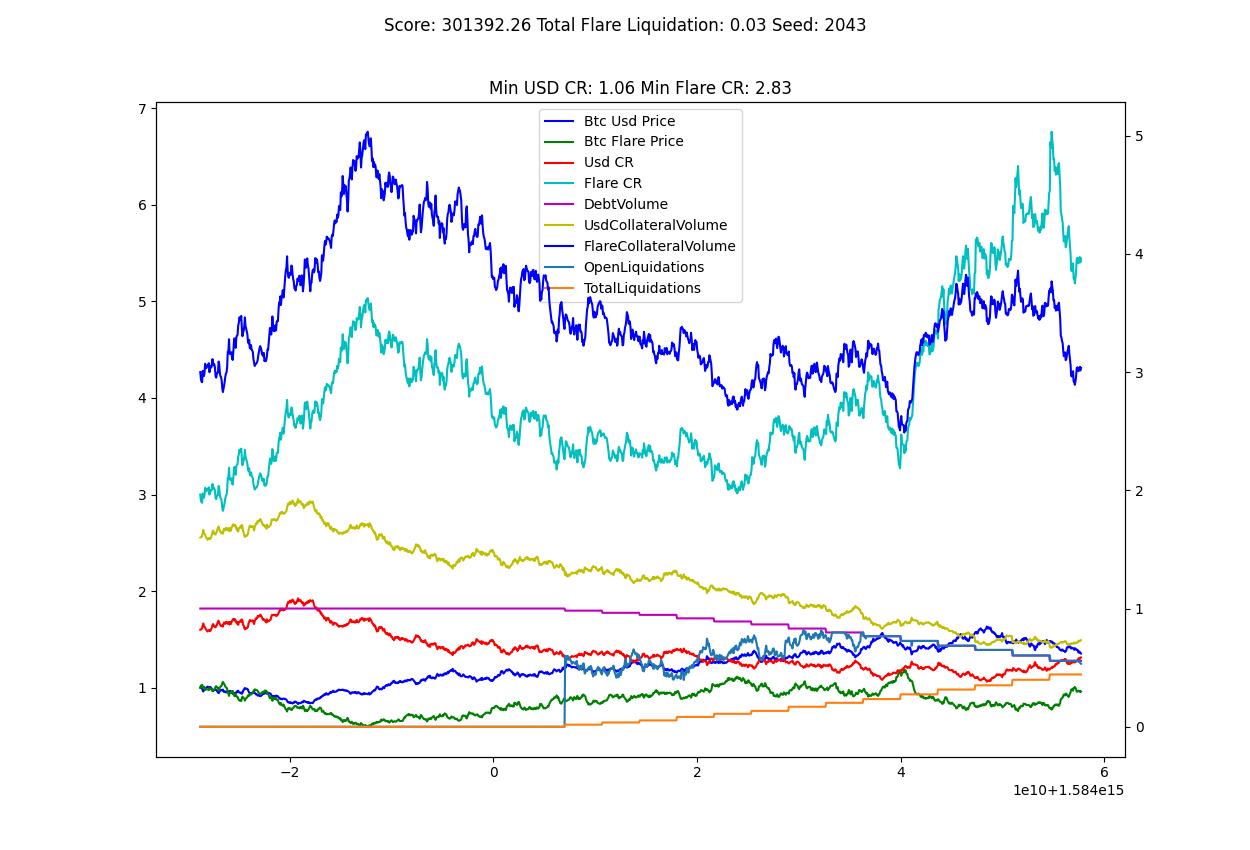 Score: 301392.26 Total Flare Liquidation: 0.03 Seed: 2043
Min USD CR: 1.06 Min Flare CR: 2.83
Btc Usd Price
Btc Flare Price
Usd CR
Flare CR
DebtVolume
UsdCollateralVolume
FlareCollateralVolume
OpenLiquidations
TotalLiquidations
7
6
5
4
3
2
1
5
4
3
2
1
0
−2
0
2
4
6
1e10+1.584e15